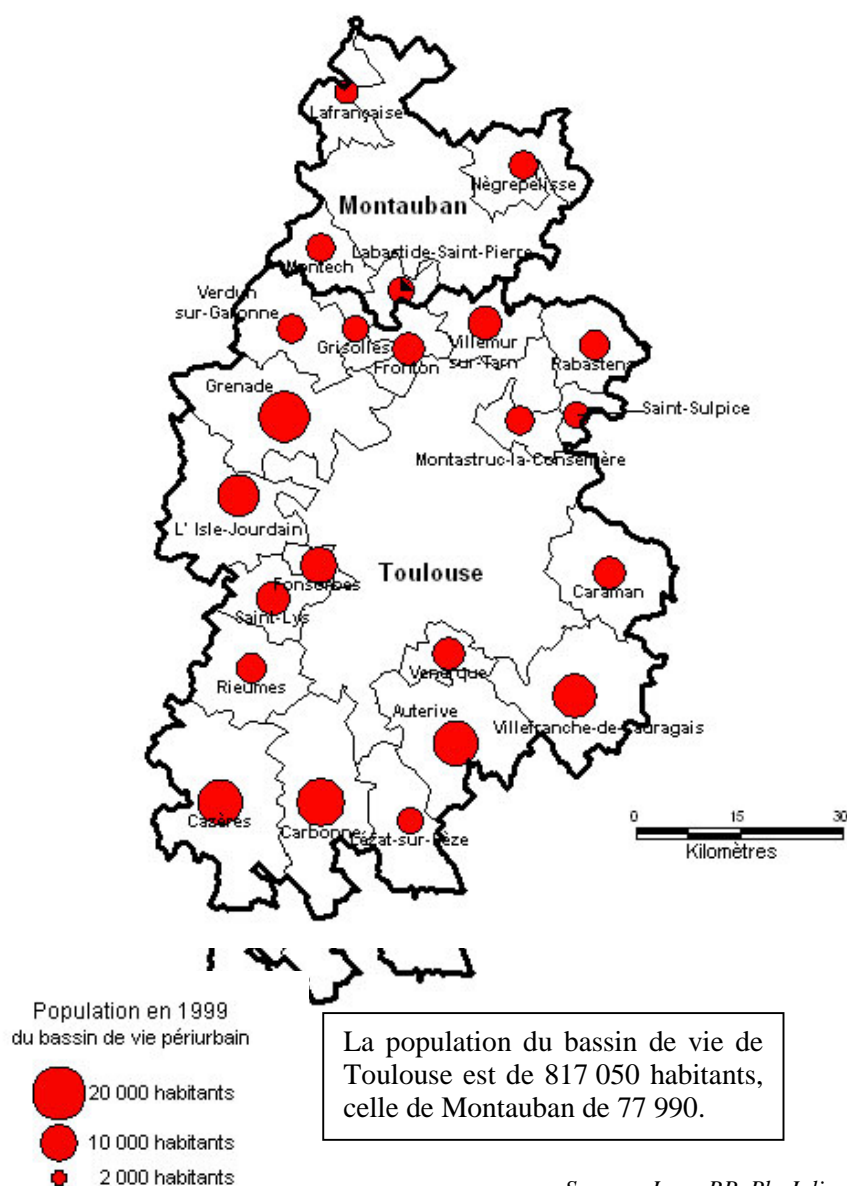 Lafrançaise
Nègrepelisse
Montauban
Labastide-Saint-Pierre
Montech
Verdun
sur-Garonne
Grisolles
Fronton
Villemur
sur-Tarn
Rabastens
Grenade
Saint-Sulpice
Montastruc-la-Conseillère
L' Isle-Jourdain
Fonsorbes
Toulouse
Caraman
Saint-Lys
Venerque
Rieumes
Auterive
Villefranche-de-Lauragais
Cazères
Carbonne
Lézat-sur-Lèze
0 15 30
Kilomètres
Population en 1999
du bassin de vie périurbain
20 000 habitants
10 000 habitants
2 000 habitants
La population du bassin de vie de
Toulouse est de 817 050 habitants,
celle de Montauban de 77 990.